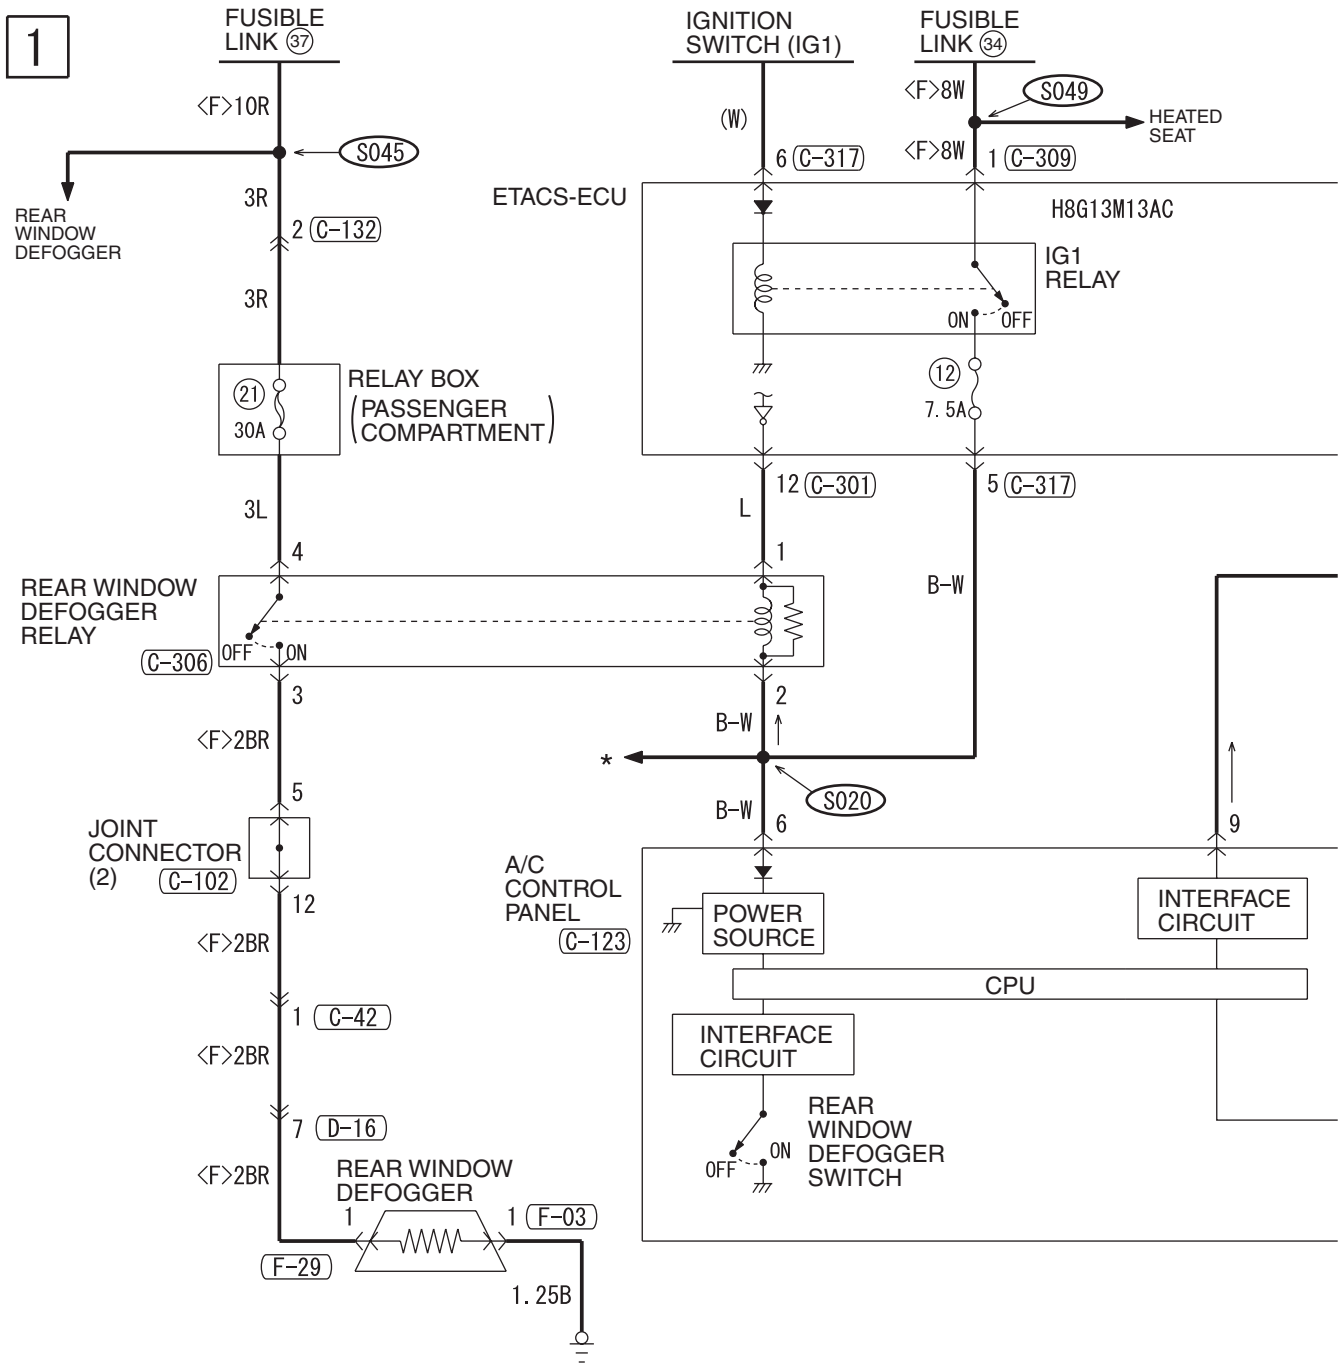 1
FUSIBLE
LINK 37
IGNITION
SWITCH (IG1)
FUSIBLE
LINK 34
<F>10R
(W)
<F>8W
S049
HEATED
SEAT
S045
6 C-317
<F>8W
1 C-309
3R
ETACS-ECU
H8G13M13AC
REAR
WINDOW
DEFOGGER
2 C-132
IG1
RELAY
3R
ON
OFF
21
30A
RELAY BOX
(PASSENGER
COMPARTMENT)
12
7.5A
3L
12 C-301
5 C-317
L
4
1
REAR WINDOW
DEFOGGER
RELAY
C-306
OFF
ON
B-W
3
2
<F>2BR
B-W
*
S020
5
B-W
6
9
JOINT
CONNECTOR
(2)
C-102
12
A/C
CONTROL
PANEL
C-123
POWER
SOURCE
INTERFACE
CIRCUIT
<F>2BR
CPU
1 C-42
INTERFACE
CIRCUIT
<F>2BR
7 D-16
REAR
WINDOW
DEFOGGER
SWITCH
OFF
ON
<F>2BR
REAR WINDOW
DEFOGGER
1
1 F-03
F-29
1.25B